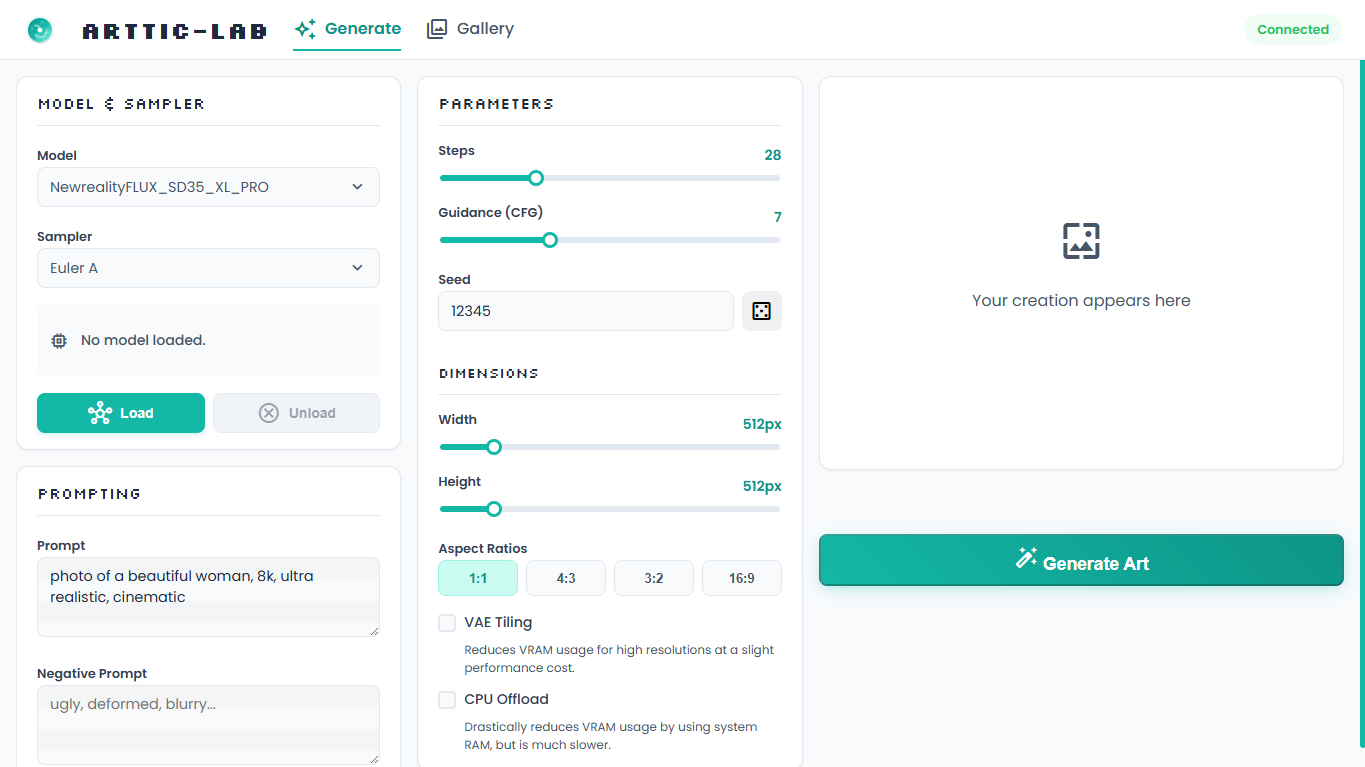 ARTTIC-LAB
Generate
Gallery
Connected
MODEL & SAMPLER
Model
NewrealityFLUX_SD35_XL_PRO
Sampler
Euler A
No model loaded.
Load
Unload
PROMPTING
Prompt
photo of a beautiful woman, 8k, ultra
realistic, cinematic
Negative Prompt
ugly, deformed, blurry...
PARAMETERS
Steps
28
Guidance (CFG)
7
Seed
12345
DIMENSIONS
Width
512px
Height
512px
Aspect Ratios
1:1
4:3
3:2
16:9
VAE Tiling
Reduces VRAM usage for high resolutions at a slight
performance cost.
CPU Offload
Drastically reduces VRAM usage by using system
RAM, but is much slower.
Your creation appears here
Generate Art